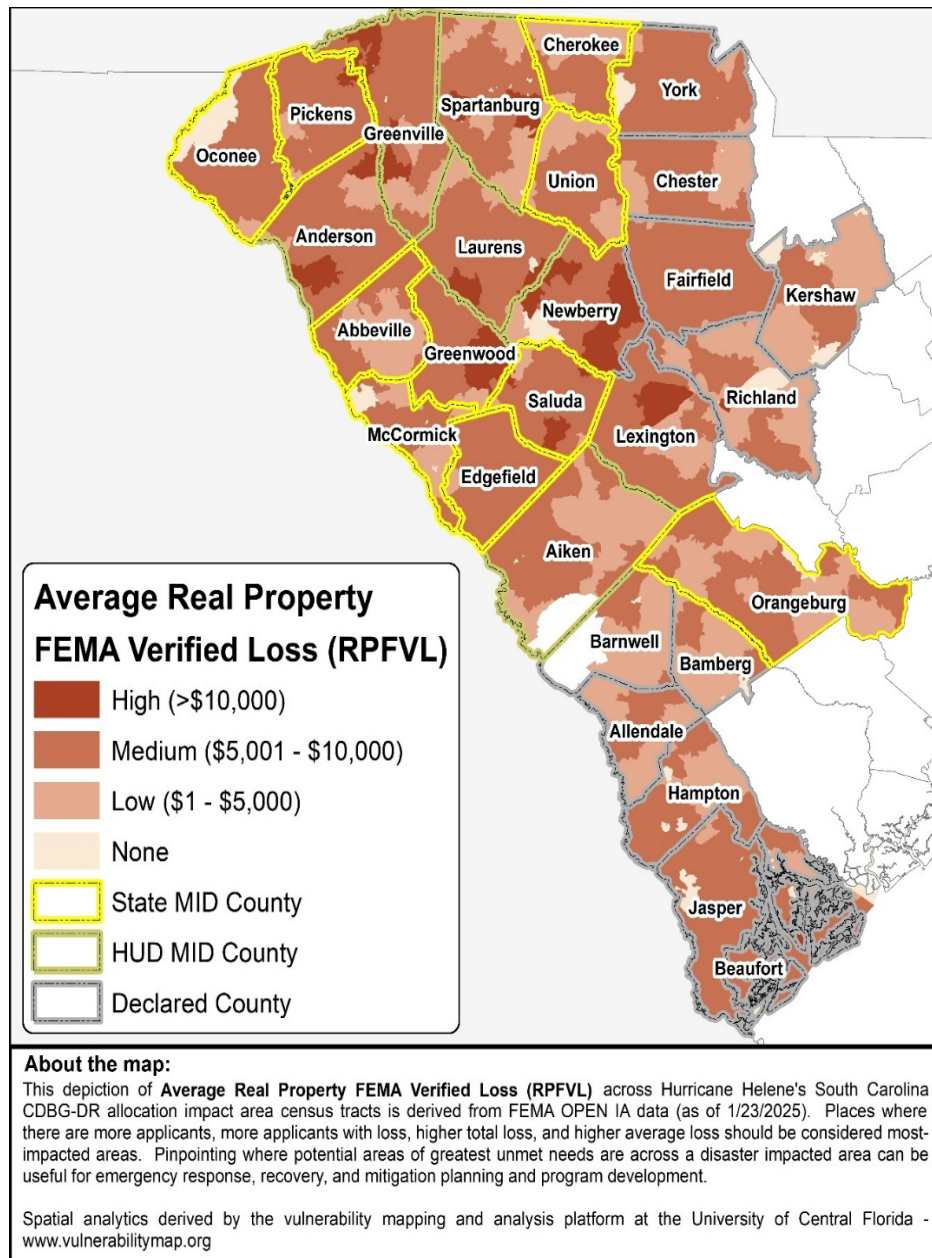 Cherokee
York
Pickens
Spartanburg
Greenville
Oconee
Union
Chester
Anderson
Laurens
Fairfield
Kershaw
Newberry
Abbeville
Greenwood
Saluda
Richland
McCormick
Lexington
Edgefield
Aiken
Orangeburg
Barnwell
Bamberg
Allendale
Hampton
Jasper
Beaufort
Average Real Property
FEMA Verified Loss (RPFVL)
High (>$10,000)
Medium ($5,001 - $10,000)
Low ($1 - $5,000)
None
State MID County
HUD MID County
Declared County
About the map:
This depiction of Average Real Property FEMA Verified Loss (RPFVL) across Hurricane Helene's South Carolina
CDBG-DR allocation impact area census tracts is derived from FEMA OPEN IA data (as of 1/23/2025). Places where
there are more applicants, more applicants with loss, higher total loss, and higher average loss should be considered most-
impacted areas. Pinpointing where potential areas of greatest unmet needs are across a disaster impacted area can be
useful for emergency response, recovery, and mitigation planning and program development.
Spatial analytics derived by the vulnerability mapping and analysis platform at the University of Central Florida -
www.vulnerabilitymap.org